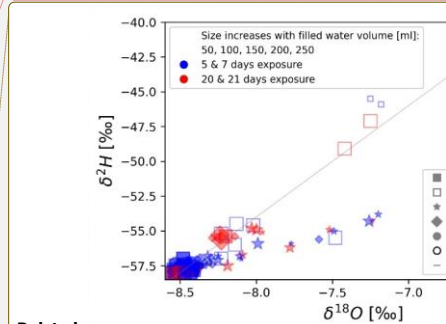 −40.0
−42.5
−45.0
−47.5
−50.0
−52.5
−55.0
−57.5
δ²H [‰]
Size increases with filled water volume [ml]:
50, 100, 150, 200, 250
5 & 7 days exposure
20 & 21 days exposure
−8.5
−8.0
−7.5
−7.0
δ¹⁸O [‰]